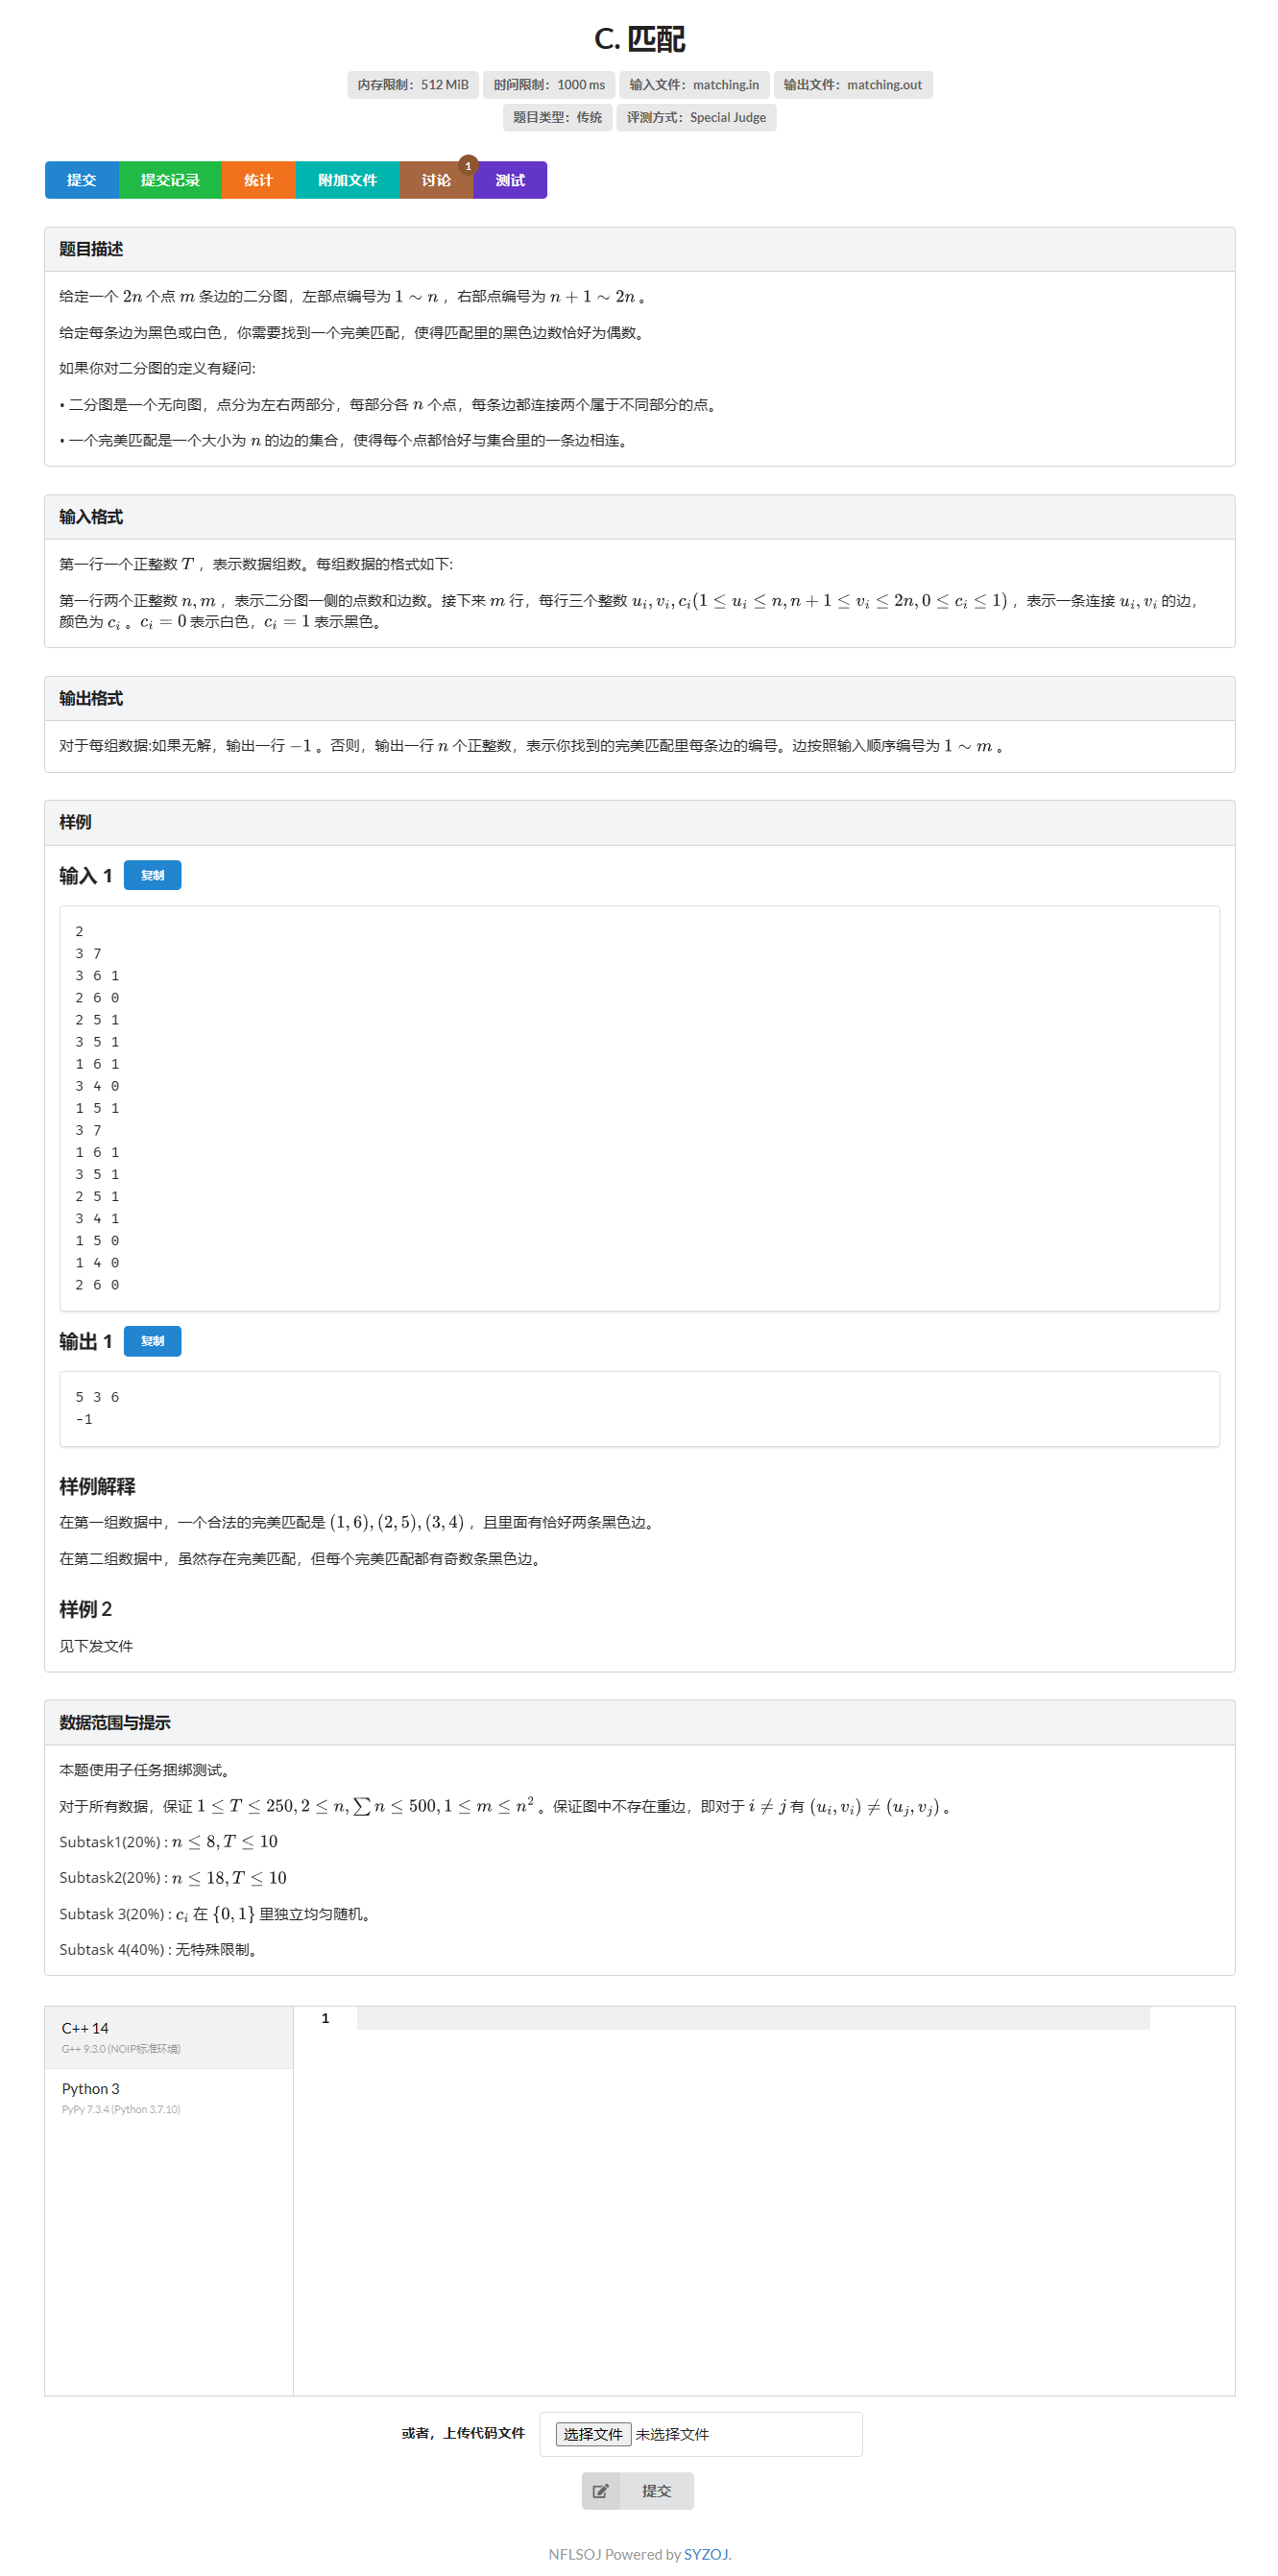 C. 匹配
内存限制：512 MiB 时间限制：1000 ms 输入文件：matching.in 输出文件：matching.out
题目类型：传统 评测方式：Special Judge
提交 提交记录 统计 附加文件 讨论 1 测试
题目描述
给定一个 2n 个点 m 条边的二分图，左部点编号为 1 ∼ n ，右部点编号为 n + 1 ∼ 2n 。
给定每条边为黑色或白色，你需要找到一个完美匹配，使得匹配里的黑色边数恰好为偶数。
如果你对二分图的定义有疑问:
• 二分图是一个无向图，点分为左右两部分，每部分各 n 个点，每条边都连接两个属于不同部分的点。
• 一个完美匹配是一个大小为 n 的边的集合，使得每个点都恰好与集合里的一条边相连。
输入格式
第一行一个正整数 T ，表示数据组数。每组数据的格式如下:
第一行两个正整数 n, m ，表示二分图一侧的点数和边数。接下来 m 行，每行三个整数 u_i, v_i, c_i(1 ≤ u_i ≤ n, n + 1 ≤ v_i ≤ 2n, 0 ≤ c_i ≤ 1) ，表示一条连接 u_i, v_i 的边，
颜色为 c_i 。c_i = 0 表示白色，c_i = 1 表示黑色。
输出格式
对于每组数据:如果无解，输出一行 −1 。否则，输出一行 n 个正整数，表示你找到的完美匹配里每条边的编号。边按照输入顺序编号为 1 ∼ m 。
样例
输入 1 复制
2
3 7
3 6 1
2 6 0
2 5 1
3 5 1
1 6 1
3 4 0
1 5 1
3 7
1 6 1
3 5 1
2 5 1
3 4 1
1 5 0
1 4 0
2 6 0
输出 1 复制
5 3 6
-1
样例解释
在第一组数据中，一个合法的完美匹配是 (1, 6), (2, 5), (3, 4) ，且里面有恰好两条黑色边。
在第二组数据中，虽然存在完美匹配，但每个完美匹配都有奇数条黑色边。
样例 2
见下发文件
数据范围与提示
本题使用子任务捆绑测试。
对于所有数据，保证 1 ≤ T ≤ 250, 2 ≤ n, ∑ n ≤ 500, 1 ≤ m ≤ n² 。保证图中不存在重边，即对于 i ≠ j 有 (u_i, v_i) ≠ (u_j, v_j) 。
Subtask1(20%) : n ≤ 8, T ≤ 10
Subtask2(20%) : n ≤ 18, T ≤ 10
Subtask 3(20%) : c_i 在 {0, 1} 里独立均匀随机。
Subtask 4(40%) : 无特殊限制。
C++ 14
G++ 9.3.0 (NOIP标准环境)
Python 3
PyPy 7.3.4 (Python 3.7.10)
1
或者，上传代码文件 选择文件 未选择文件
提交
NFLSOJ Powered by SYZOJ.